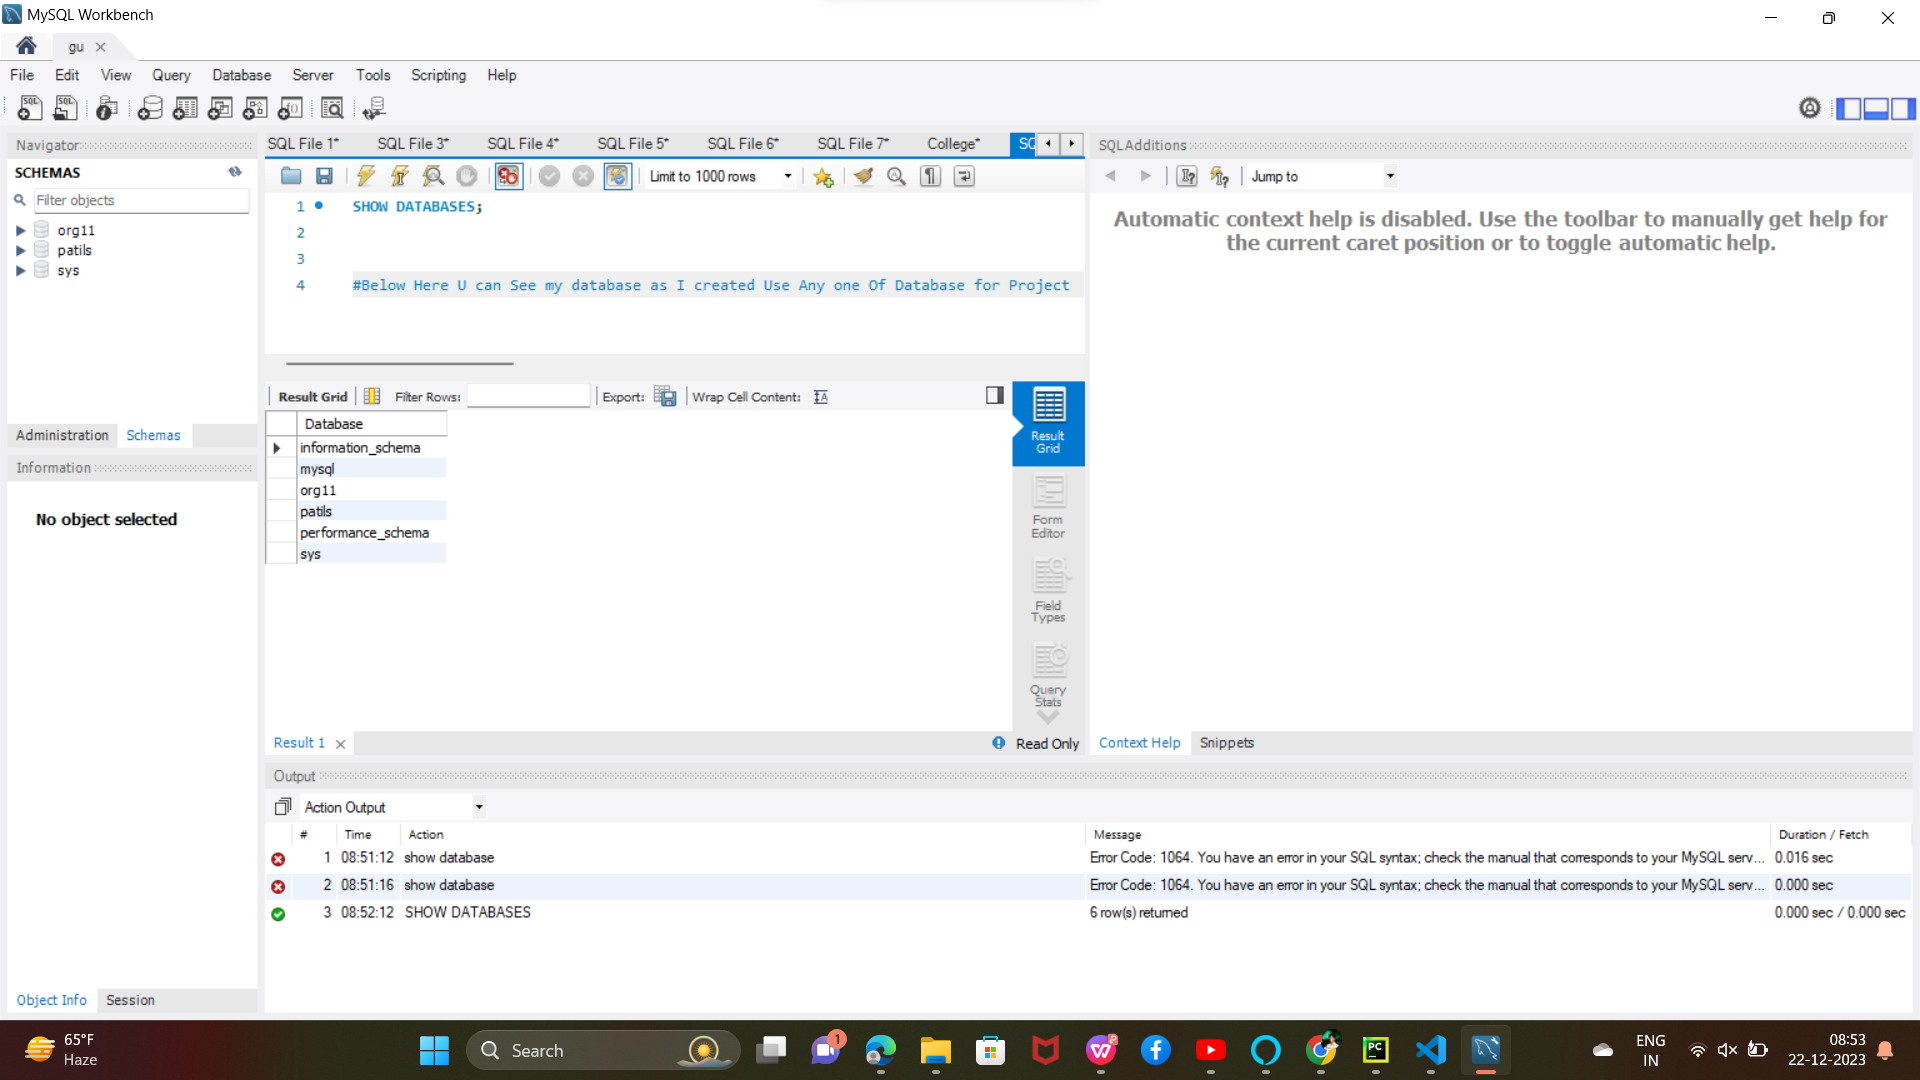 MySQL Workbench
gu
File Edit View Query Database Server Tools Scripting Help
Navigator
SCHEMAS
Filter objects
org11
patils
sys
Administration Schemas
Information
No object selected
Object Info Session
SQL File 1* SQL File 3* SQL File 4* SQL File 5* SQL File 6* SQL File 7* College* SQ
Limit to 1000 rows
1 SHOW DATABASES;
2
3
4 #Below Here U can See my database as I created Use Any one Of Database for Project
Result Grid Filter Rows: Export: Wrap Cell Content:
Database
information_schema
mysql
org11
patils
performance_schema
sys
Result
Grid
Form
Editor
Field
Types
Query
Stats
Result 1 Read Only
SQLAdditions
Jump to
Automatic context help is disabled. Use the toolbar to manually get help for
the current caret position or to toggle automatic help.
Context Help Snippets
Output
Action Output
# Time Action Message Duration / Fetch
1 08:51:12 show database Error Code: 1064. You have an error in your SQL syntax; check the manual that corresponds to your MySQL serv... 0.016 sec
2 08:51:16 show database Error Code: 1064. You have an error in your SQL syntax; check the manual that corresponds to your MySQL serv... 0.000 sec
3 08:52:12 SHOW DATABASES 6 row(s) returned 0.000 sec / 0.000 sec
65°F
Haze
Search
1
PC
ENG
IN
08:53
22-12-2023